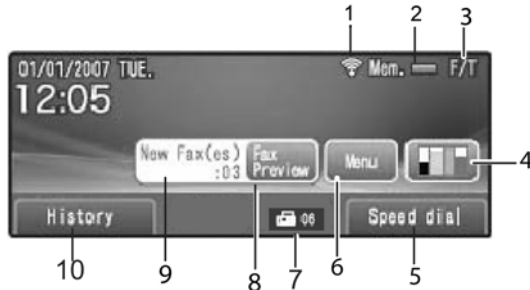 1 2 3
01/01/2007 TUE. Mem. F/T
12:05
4
New Fax(es) Fax Menu
:03 Preview
History :06 Speed dial
10 9 8 7 6 5